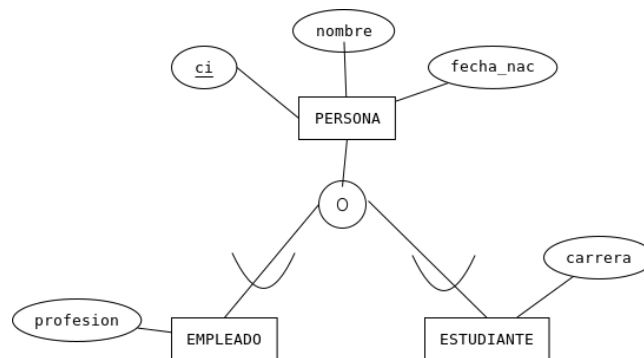 nombre
ci
fecha_nac
PERSONA
O
carrera
profesion
EMPLEADO
ESTUDIANTE